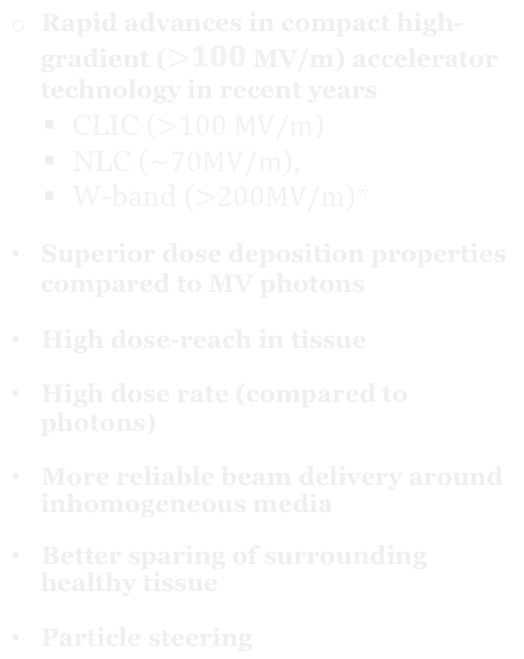 ○ Rapid advances in compact high-
gradient (>100 MV/m) accelerator
technology in recent years
▪ CLIC (>100 MV/m)
▪ NLC (~70MV/m),
▪ W-band (>200MV/m)*
• Superior dose deposition properties
compared to MV photons
• High dose-reach in tissue
• High dose rate (compared to
photons)
• More reliable beam delivery around
inhomogeneous media
• Better sparing of surrounding
healthy tissue
• Particle steering